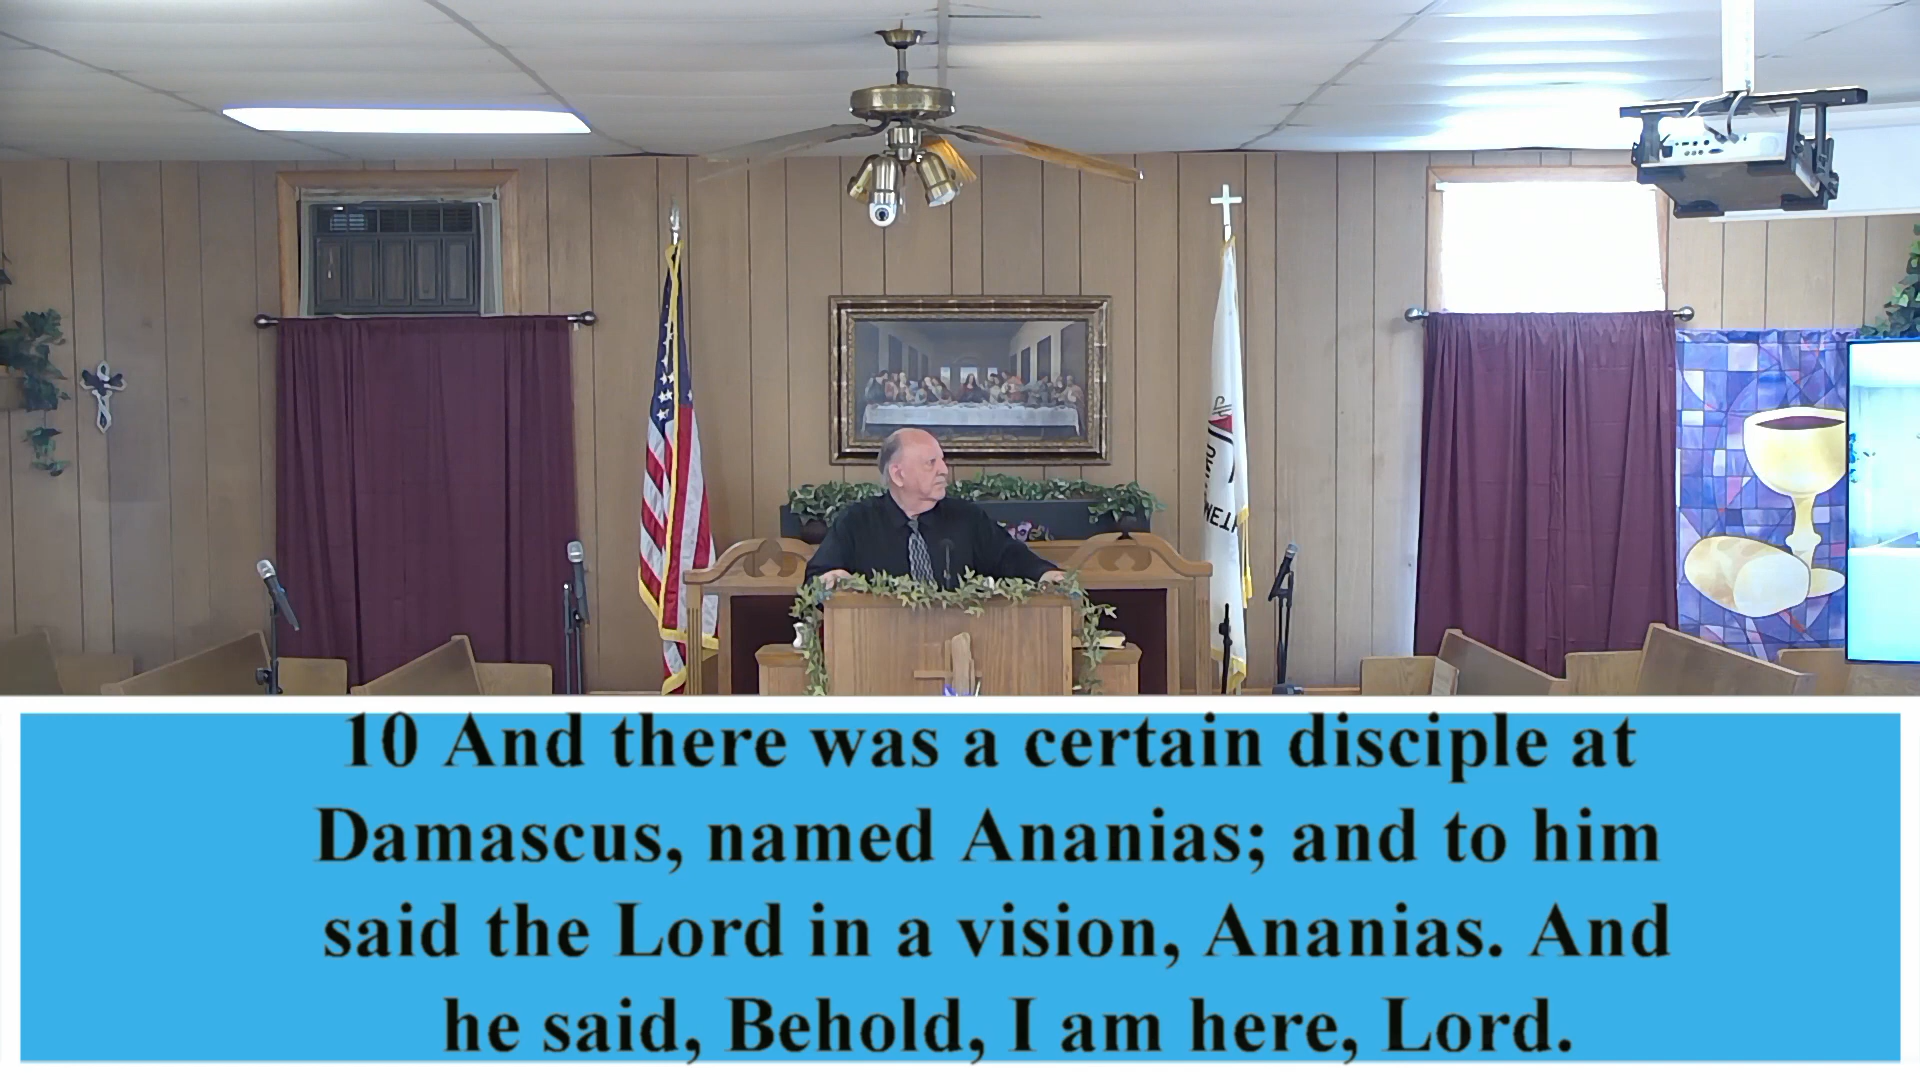 10 And there was a certain disciple at
Damascus, named Ananias; and to him
said the Lord in a vision, Ananias. And
he said, Behold, I am here, Lord.